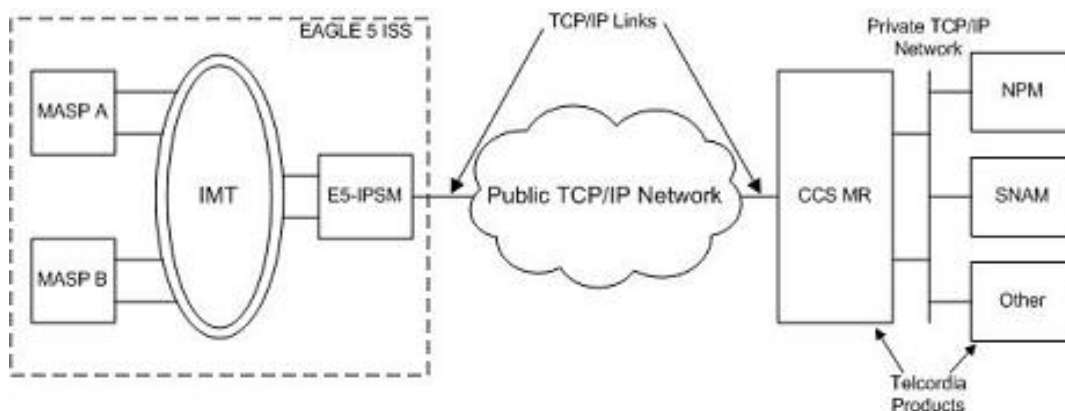 EAGLE 5 ISS
TCP/IP Links
Private TCP/IP
Network
MASP A
NPM
IMT
E5-IPSM
Public TCP/IP Network
CCS MR
SNAM
MASP B
Other
Telcordia
Products